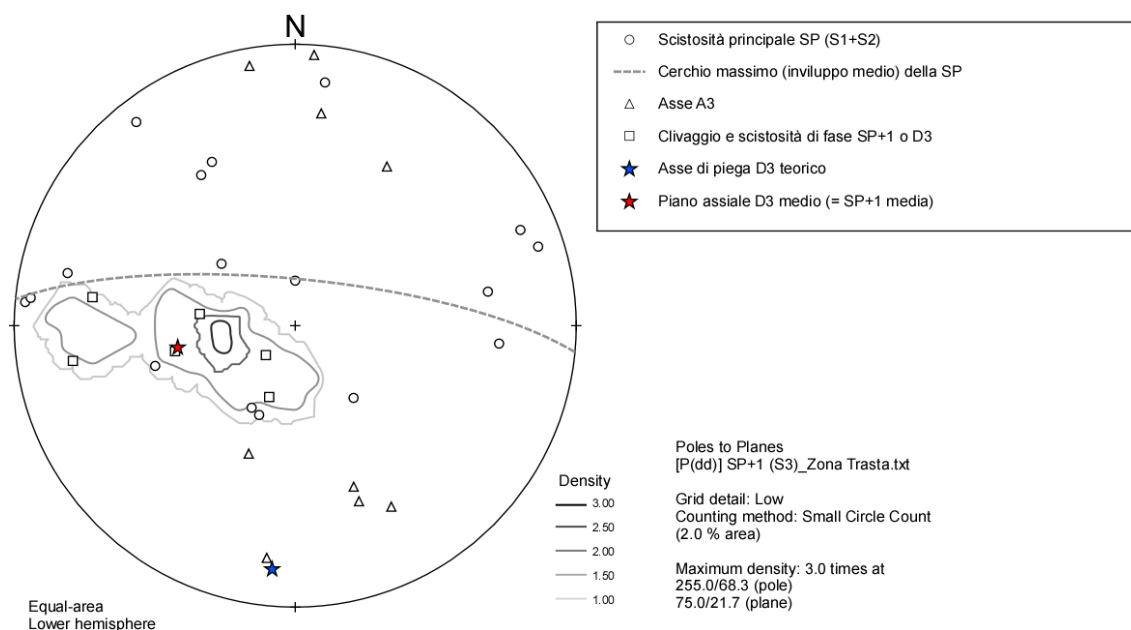 N
Scistosità principale SP (S1+S2)
Cerchio massimo (inviluppo medio) della SP
Asse A3
Clivaggio e scistosità di fase SP+1 o D3
Asse di piega D3 teorico
Piano assiale D3 medio (= SP+1 media)
Density
3.00
2.50
2.00
1.50
1.00
Poles to Planes
[P(dd)] SP+1 (S3)_Zona Trasta.txt
Grid detail: Low
Counting method: Small Circle Count
(2.0 % area)
Maximum density: 3.0 times at
255.0/68.3 (pole)
75.0/21.7 (plane)
Equal-area
Lower hemisphere